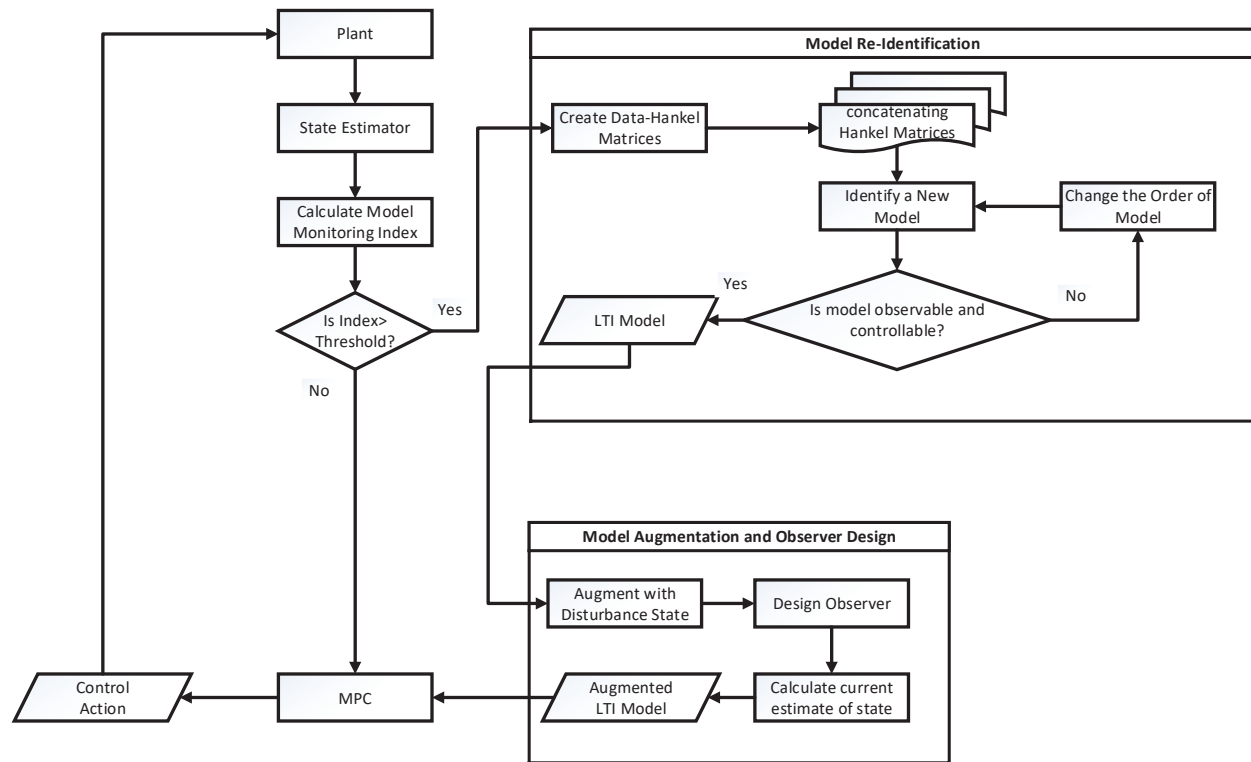 Plant
State Estimator
Calculate Model
Monitoring Index
Is Index>
Threshold?
Yes
No
Model Re-Identification
Create Data-Hankel
Matrices
concatenating
Hankel Matrices
Identify a New
Model
Change the Order of
Model
Is model observable and
controllable?
Yes
No
LTI Model
Model Augmentation and Observer Design
Augment with
Disturbance State
Design Observer
Calculate current
estimate of state
Augmented
LTI Model
MPC
Control
Action